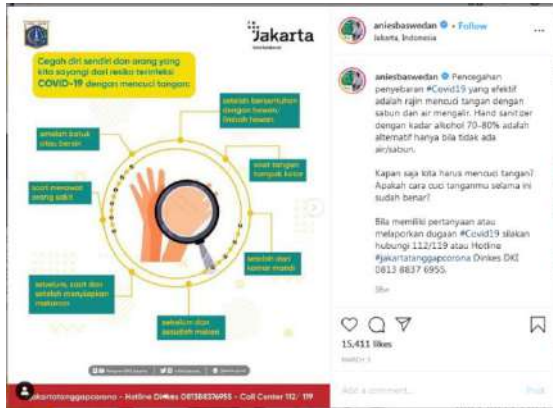 Jakarta
Cegah diri sendiri dan orang yang
kita sayangi dari resiko terinfeksi
COVID-19 dengan mencuci tangan:
setelah bersentuhan
dengan hewan/
limbah hewan
setelah batuk
atau bersin
saat tangan
tampak kotor
saat merawat
orang sakit
setelah dari
kamar mandi
sebelum, saat dan
setelah menyiapkan
makanan
sebelum dan
sesudah makan
jakartatanggapcorona - Hotline Dinkes 081388376955 - Call Center 112/ 119
aniesbaswedan • Follow
Jakarta, Indonesia
aniesbaswedan Pencegahan
penyebaran #Covid19 yang efektif
adalah rajin mencuci tangan dengan
sabun dan air mengalir. Hand sanitizer
dengan kadar alkohol 70-80% adalah
alternatif hanya bila tidak ada
air/sabun.
Kapan saja kita harus mencuci tangan?
Apakah cara cuci tanganmu selama ini
sudah benar?
Bila memiliki pertanyaan atau
melaporkan dugaan #Covid19 silakan
hubungi 112/119 atau Hotline
#jakartatanggapcorona Dinkes DKI
0813 8837 6955.
15,411 likes
Add a comment...
Post